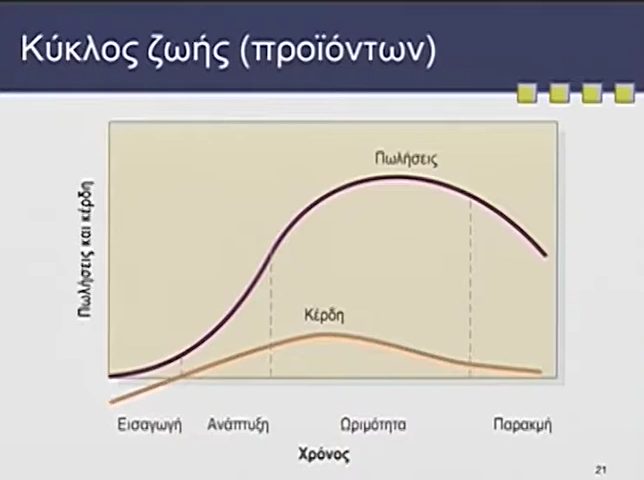 Κύκλος ζωής (προϊόντων)
Πωλήσεις
Πωλήσεις και κέρδη
Κέρδη
Εισαγωγή Ανάπτυξη Ωριμότητα Παρακμή
Χρόνος
21